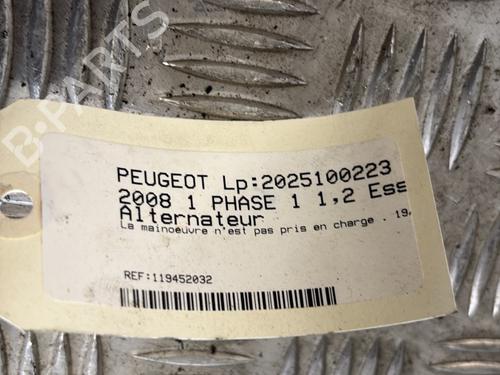 B-PARTS
PEUGEOT Lp:2025100223
2008 1 PHASE 1 1,2 Ess
Alternateur
La mainoeuvre n'est pas pris en charge . 19/
REF:119452032